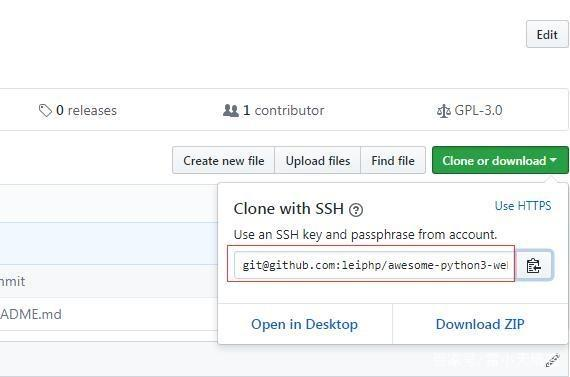 Edit
0 releases
1 contributor
GPL-3.0
Create new file
Upload files
Find file
Clone or download
Clone with SSH
Use HTTPS
Use an SSH key and passphrase from account.
git@github.com:leiphp/awesome-python3-we
mmit
ADME.md
Open in Desktop
Download ZIP